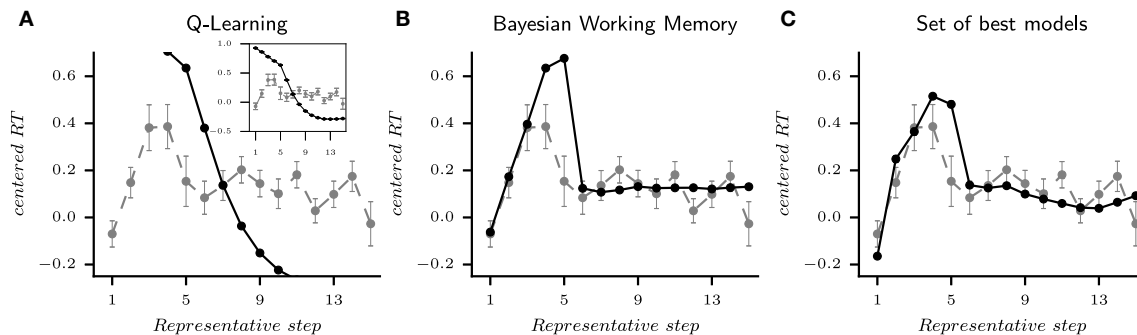 A
Q-Learning
centered RT
0.6
0.4
0.2
0.0
−0.2
1
5
9
13
Representative step
1.0
0.5
0.0
−0.5
1
5
9
13
B
Bayesian Working Memory
centered RT
0.6
0.4
0.2
0.0
−0.2
1
5
9
13
Representative step
C
Set of best models
centered RT
0.6
0.4
0.2
0.0
−0.2
1
5
9
13
Representative step